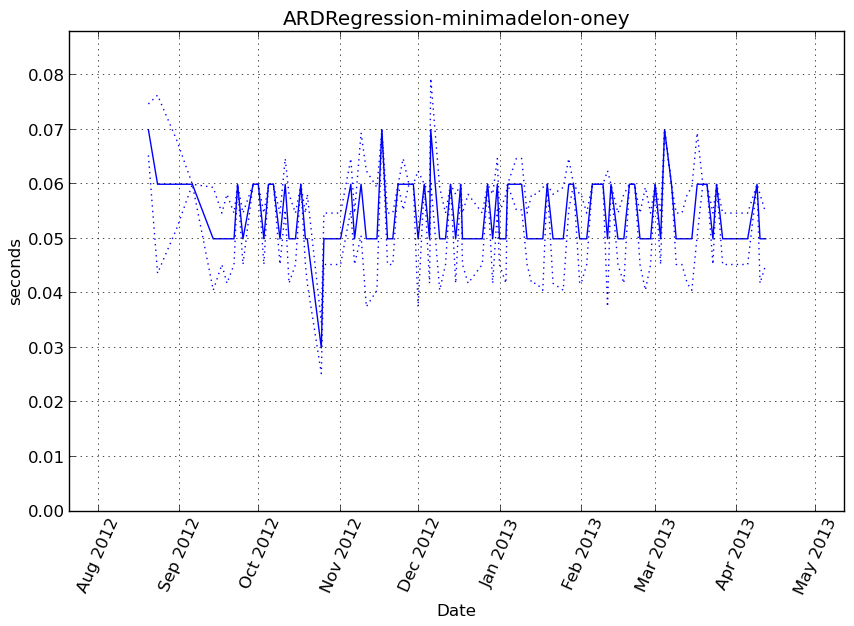 ARDRegression-minimadelon-oney
0.08
0.07
0.06
0.05
0.04
0.03
0.02
0.01
0.00
seconds
Aug 2012
Sep 2012
Oct 2012
Nov 2012
Dec 2012
Jan 2013
Feb 2013
Mar 2013
Apr 2013
May 2013
Date